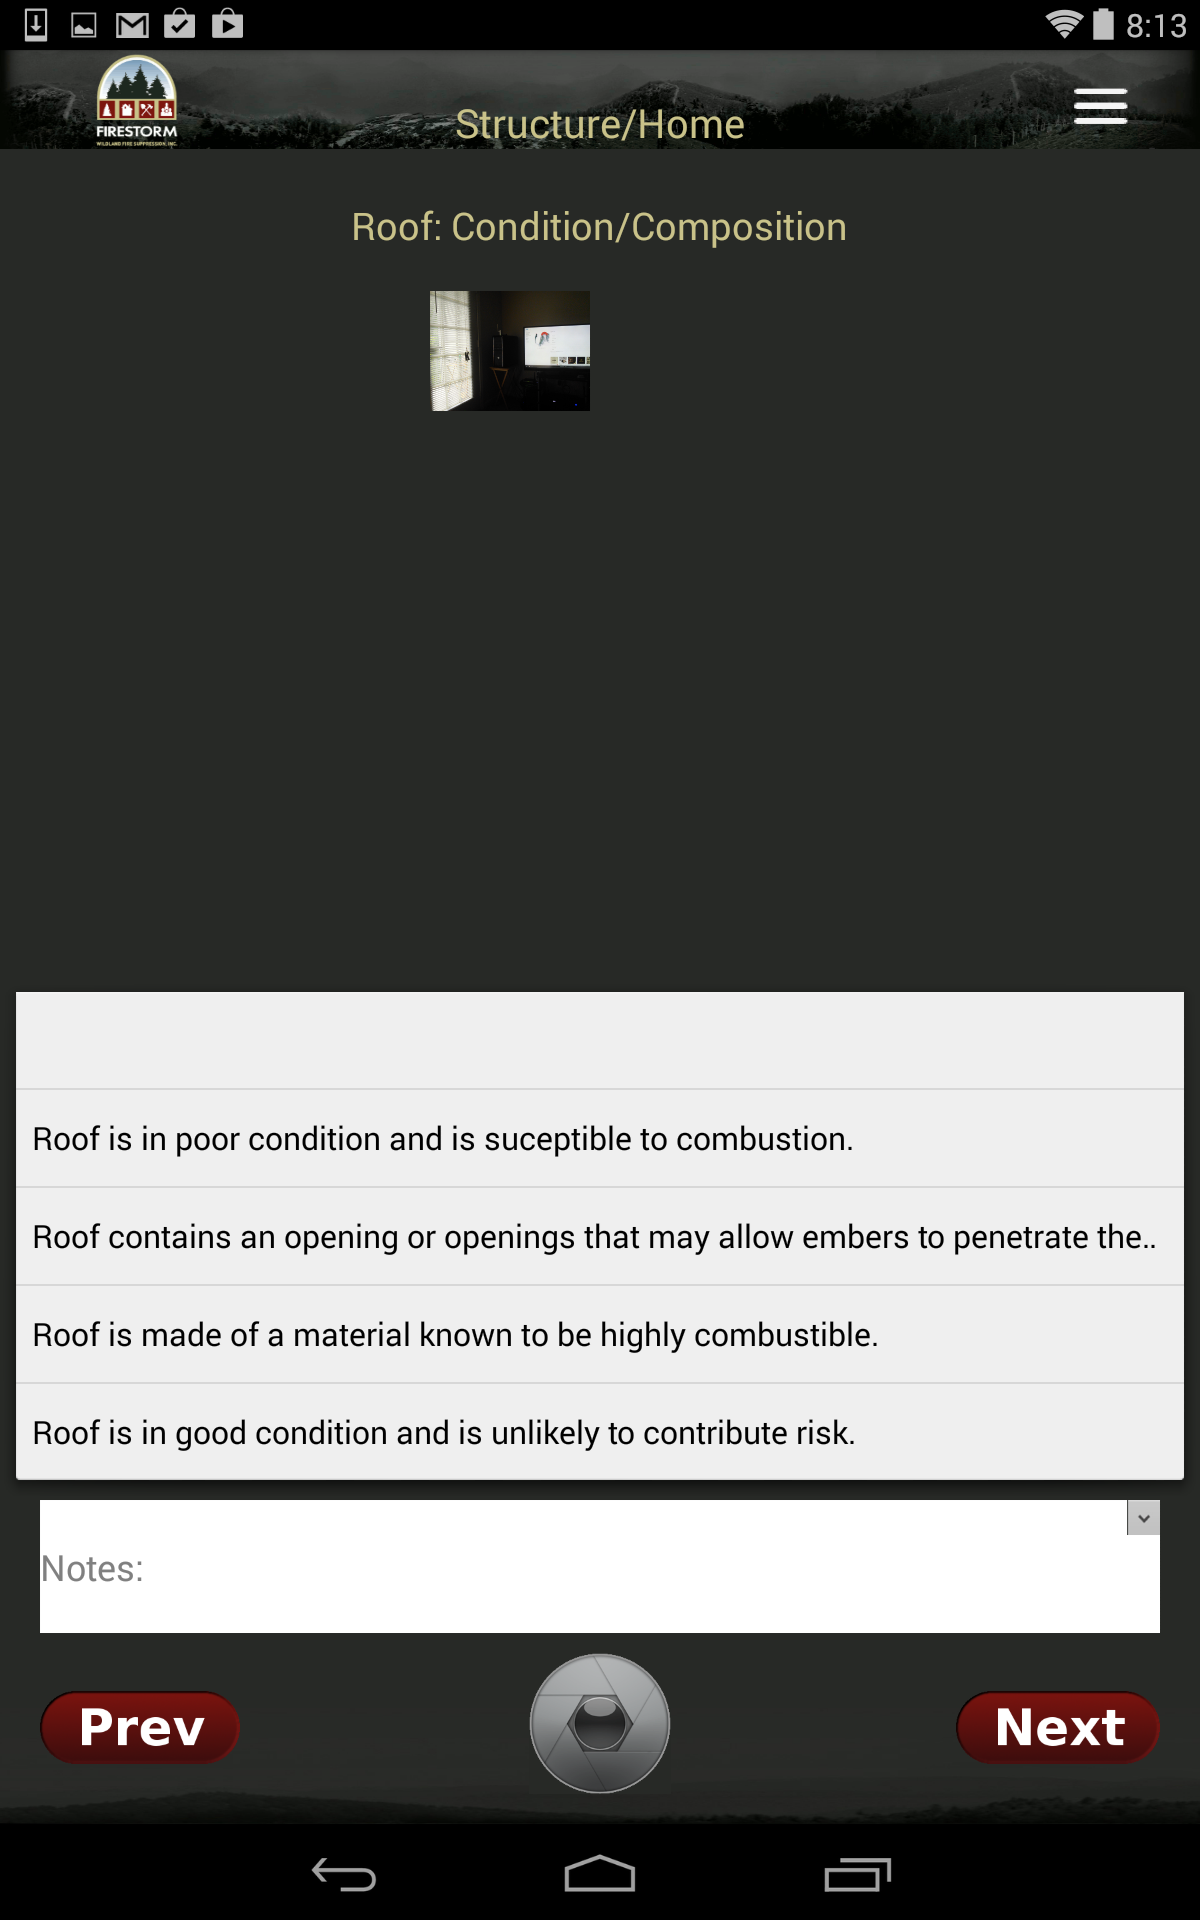 8:13
FIRESTORM
WILDLAND FIRE SUPPRESSION, INC.
Structure/Home
Roof: Condition/Composition
Roof is in poor condition and is suceptible to combustion.
Roof contains an opening or openings that may allow embers to penetrate the..
Roof is made of a material known to be highly combustible.
Roof is in good condition and is unlikely to contribute risk.
Notes:
Prev
Next